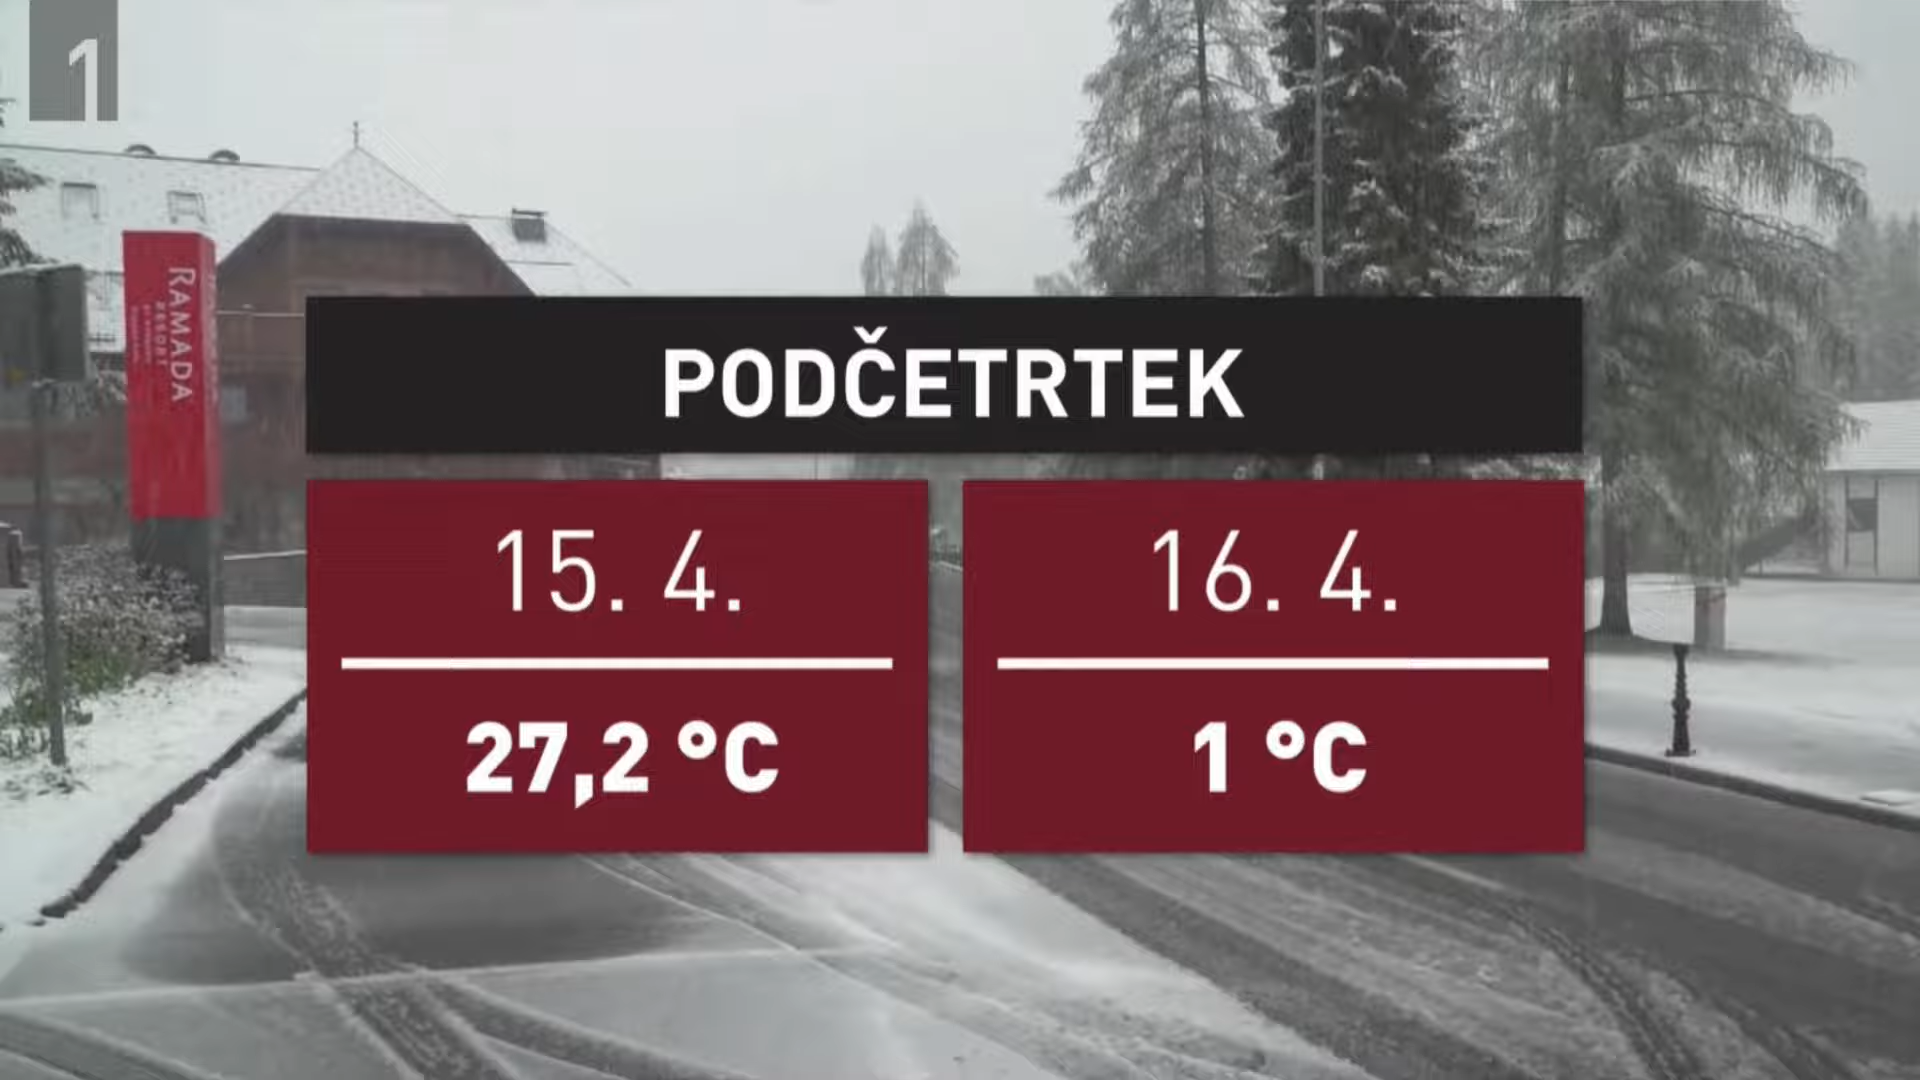 1
RAMADA
RESORT
PODČETRTEK
15. 4.
16. 4.
27,2 °C
1 °C